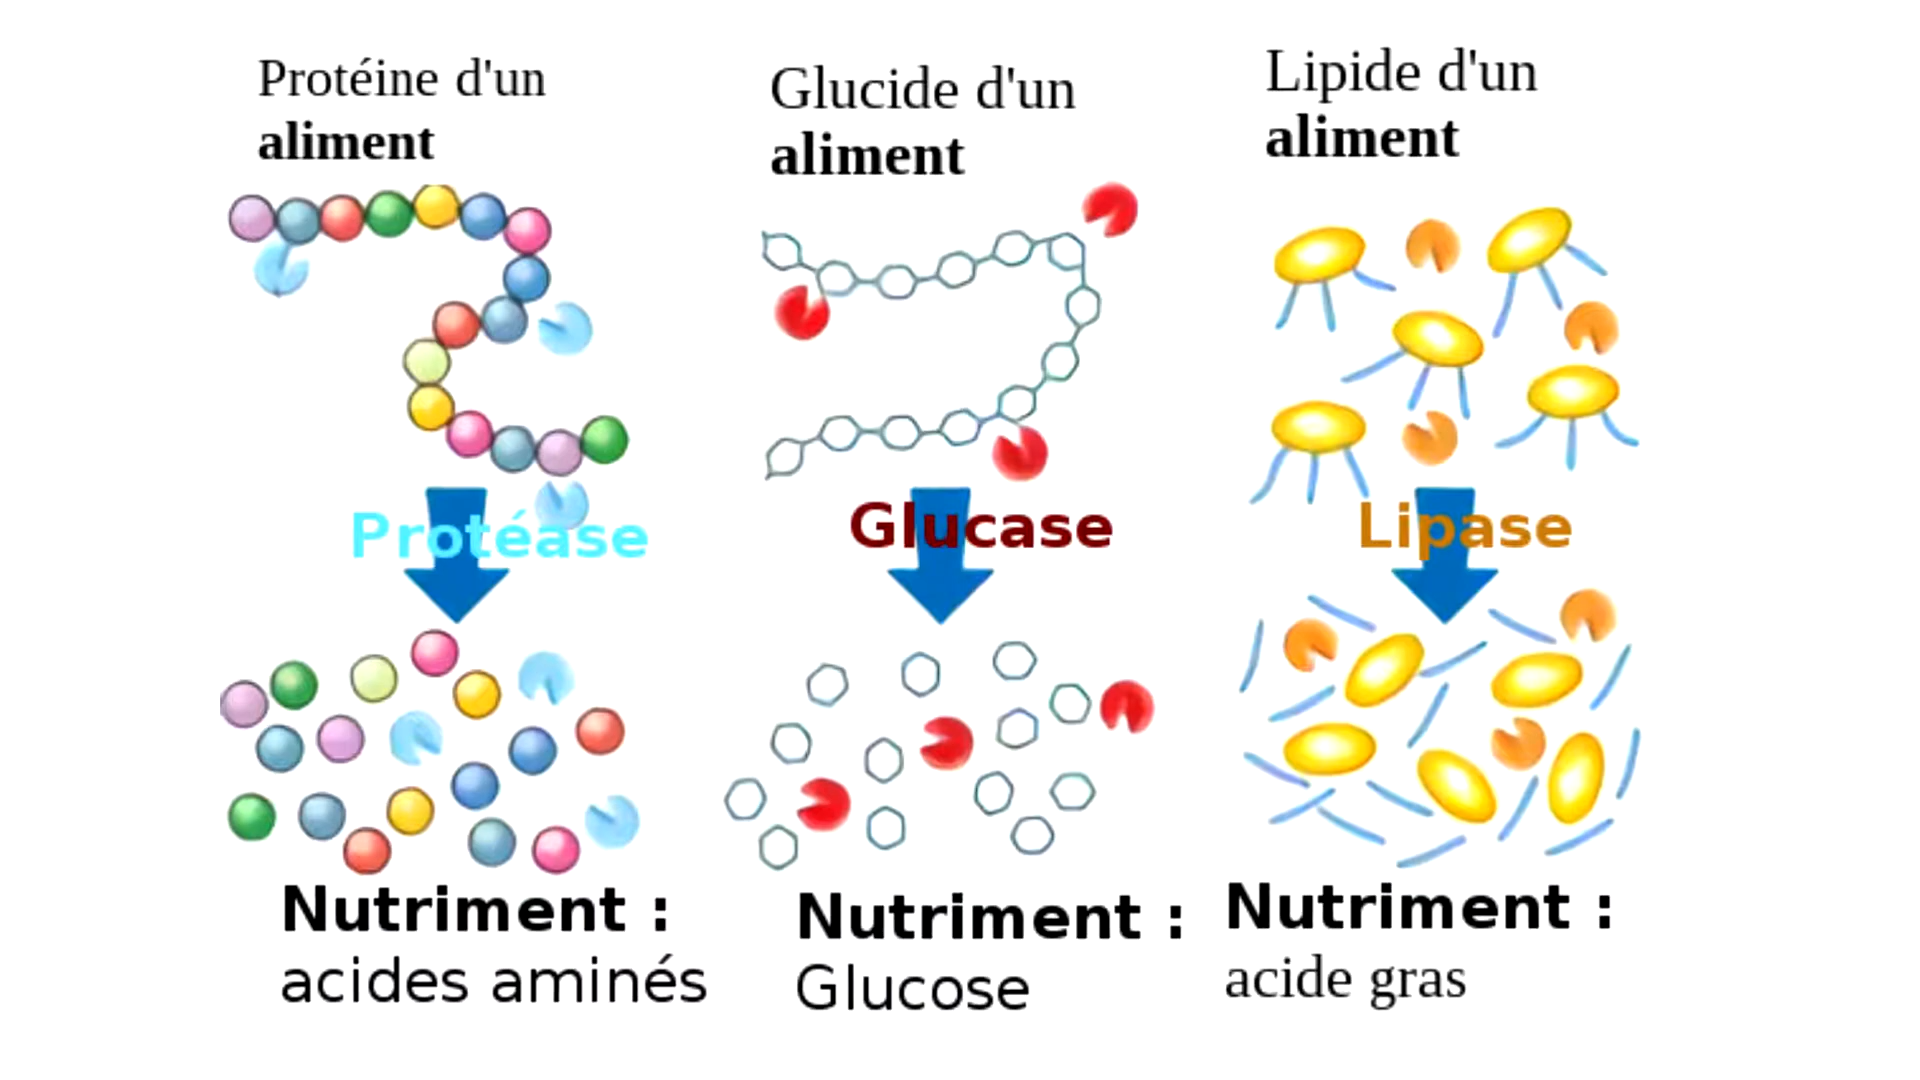 Protéine d'un
aliment
Glucide d'un
aliment
Lipide d'un
aliment
Protéase
Glucase
Lipase
Nutriment :
acides aminés
Nutriment :
Glucose
Nutriment :
acide gras